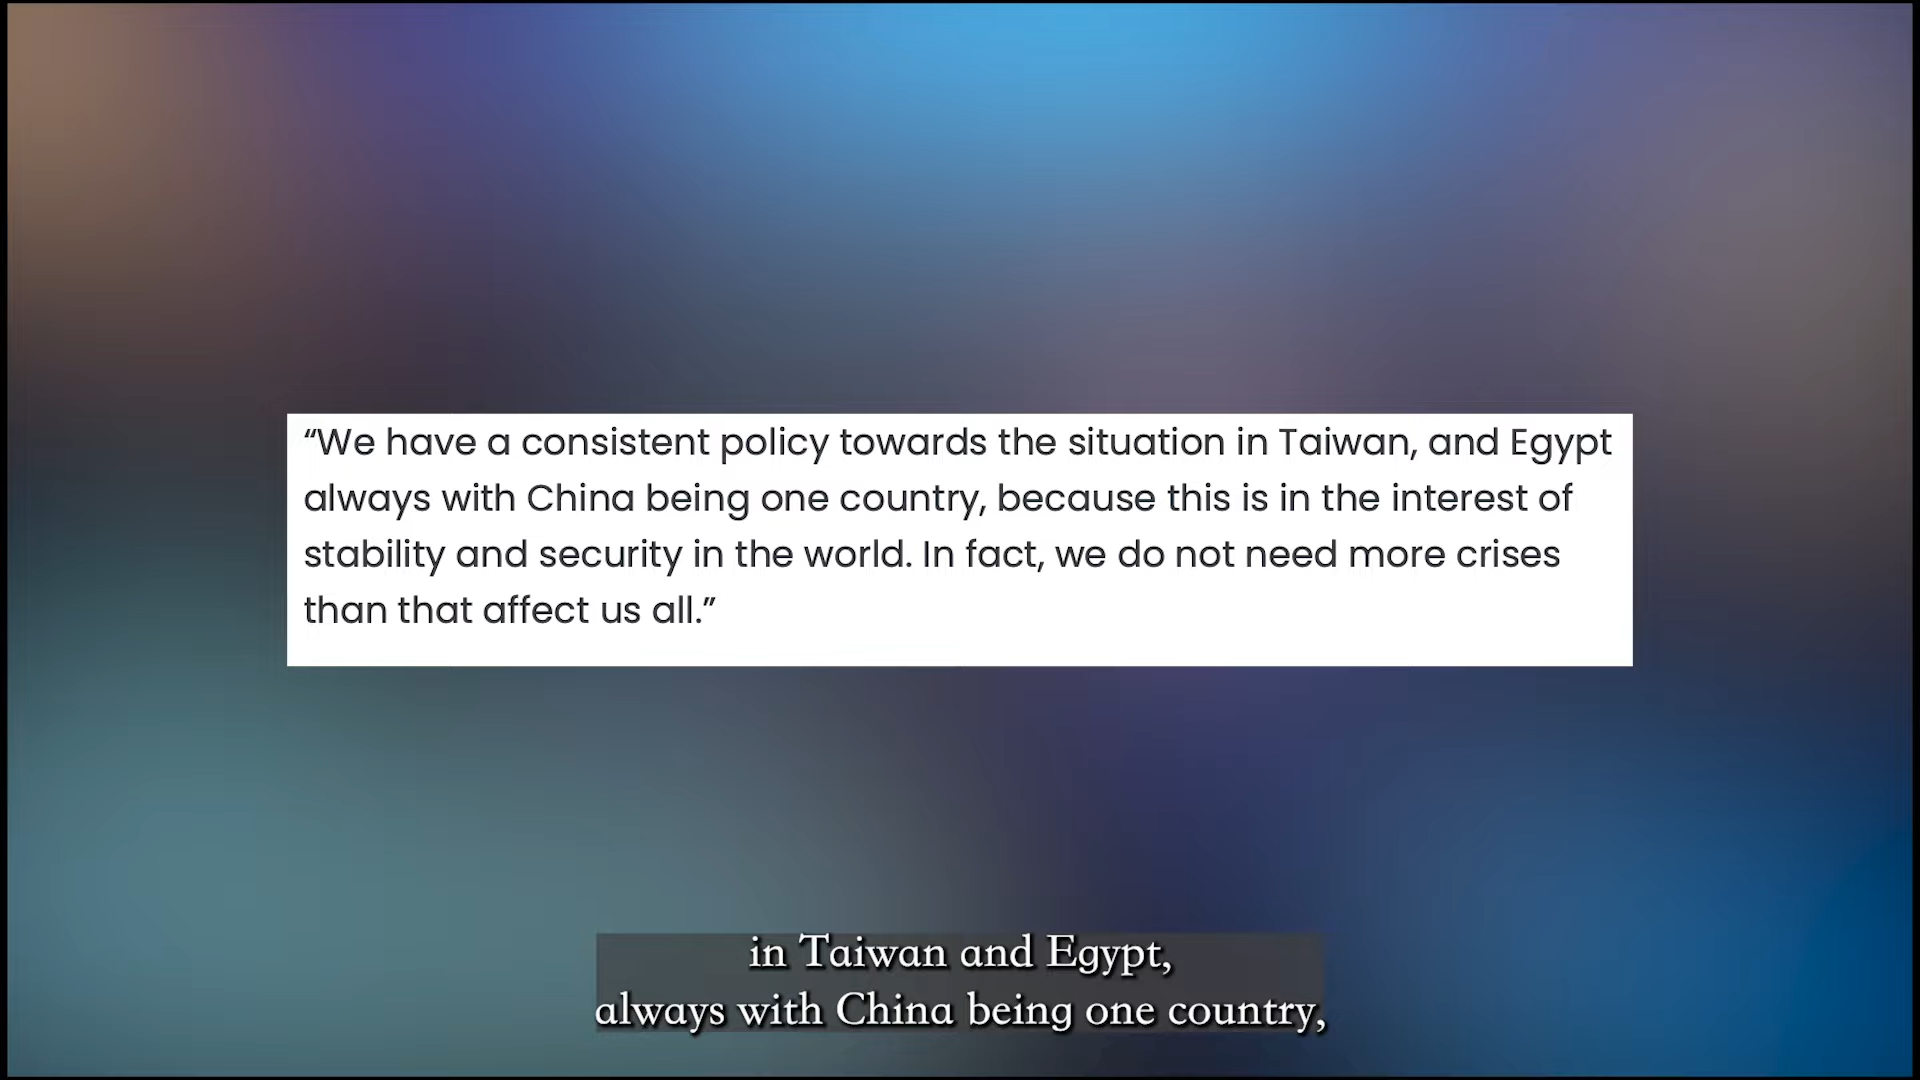 “We have a consistent policy towards the situation in Taiwan, and Egypt
always with China being one country, because this is in the interest of
stability and security in the world. In fact, we do not need more crises
than that affect us all.”
in Taiwan and Egypt,
always with China being one country,